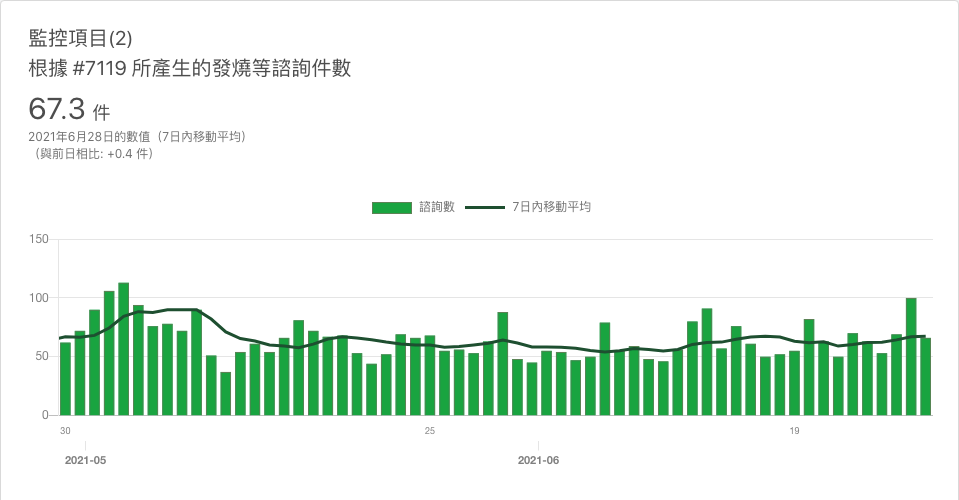 監控項目(2)
根據 #7119 所產生的發燒等諮詢件數
67.3 件
2021年6月28日的數值（7日內移動平均）
（與前日相比: +0.4 件）
諮詢數 7日內移動平均
150
100
50
0
30 25 19
2021-05 2021-06